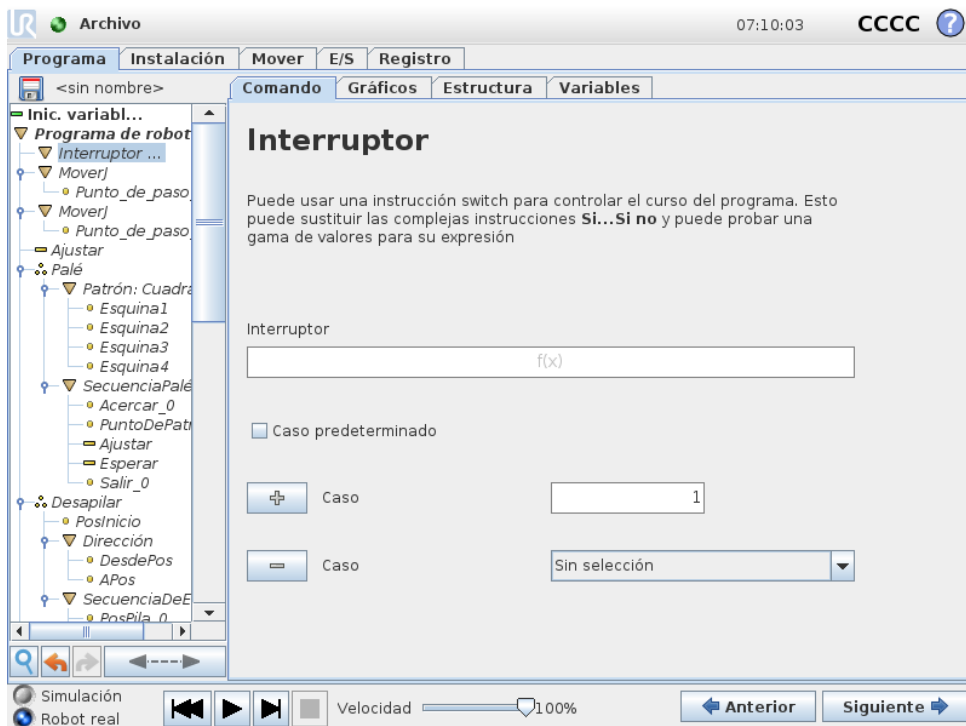 UR Archivo 07:10:03 CCCC ?
Programa Instalación Mover E/S Registro
<sin nombre> Comando Gráficos Estructura Variables
Inic. variabl...
Programa de robot
Interruptor ...
MoverJ
Punto_de_paso
MoverJ
Punto_de_paso
Ajustar
Palé
Patrón: Cuadra
Esquina1
Esquina2
Esquina3
Esquina4
SecuenciaPalé
Acercar_0
PuntoDePatr
Ajustar
Esperar
Salir_0
Desapilar
PosInicio
Dirección
DesdePos
APos
SecuenciaDeE
PosPila_0
Interruptor
Puede usar una instrucción switch para controlar el curso del programa. Esto
puede sustituir las complejas instrucciones Si...Si no y puede probar una
gama de valores para su expresión
Interruptor
f(x)
Caso predeterminado
Caso 1
Caso Sin selección
Simulación
Robot real
Velocidad 100% Anterior Siguiente